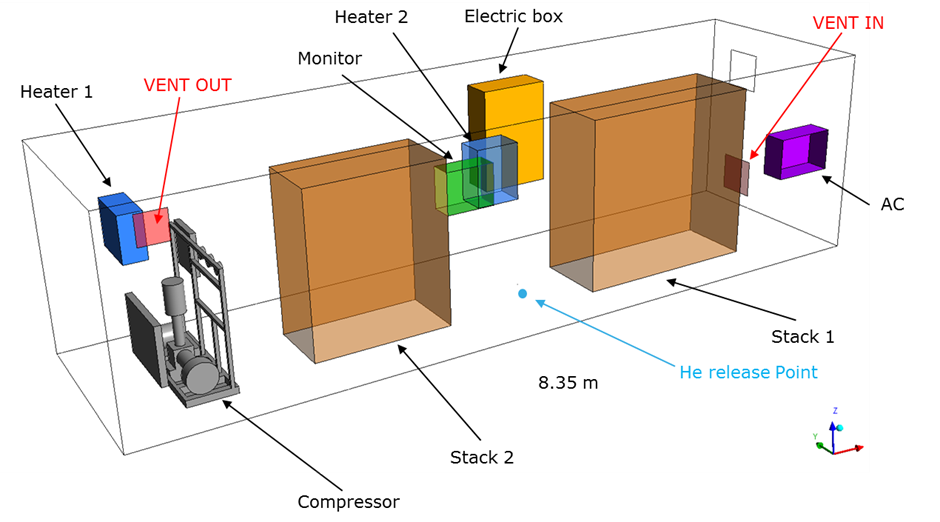 Heater 2
Electric box
VENT IN
Monitor
Heater 1
VENT OUT
AC
Stack 1
He release Point
8.35 m
Stack 2
Compressor
Z
Y